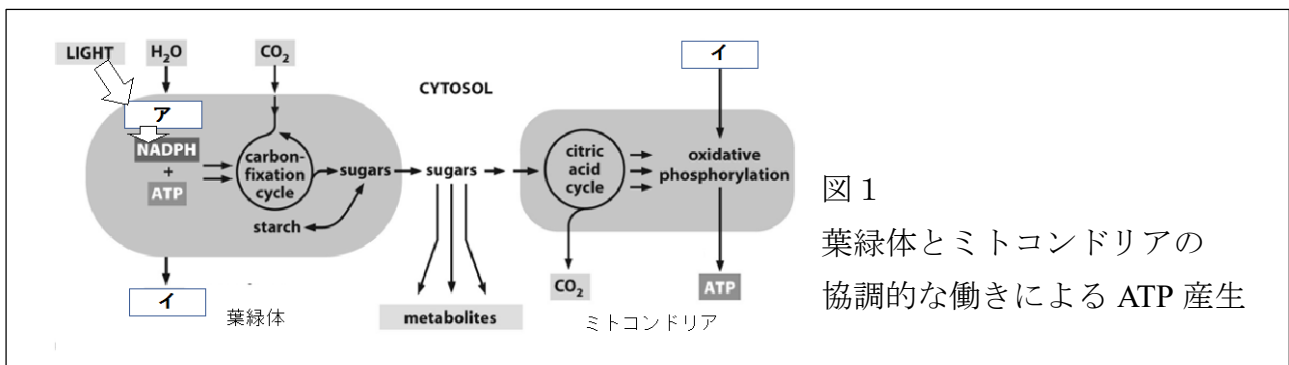 LIGHT
H₂O
CO₂
イ
CYTOSOL
ア
NADPH
+
ATP
carbon-
fixation
cycle
sugars
starch
sugars
citric
acid
cycle
oxidative
phosphorylation
イ
葉緑体
metabolites
CO₂
ATP
ミトコンドリア
図１
葉緑体とミトコンドリアの
協調的な働きによる ATP 産生